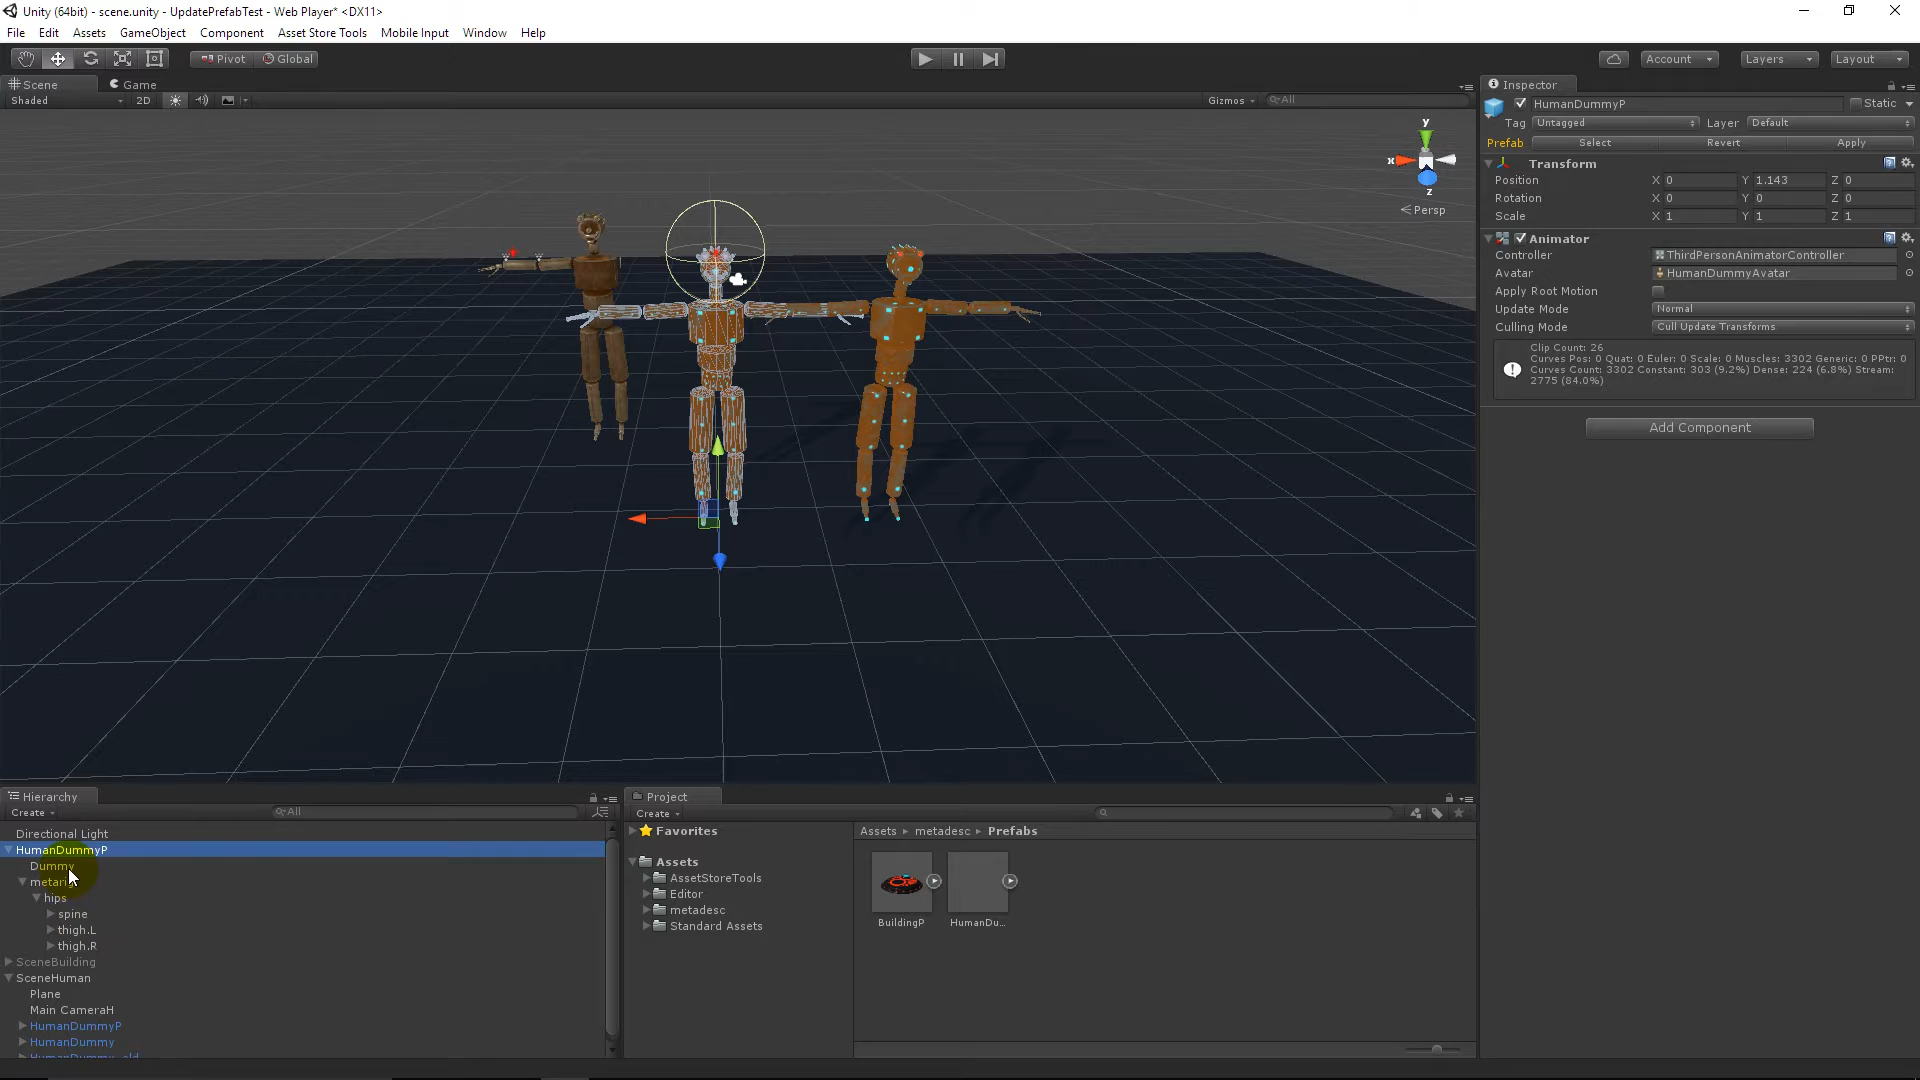 Unity (64bit) - scene.unity - UpdatePrefabTest - Web Player* <DX11>
File Edit Assets GameObject Component Asset Store Tools Mobile Input Window Help
Pivot Global Account Layers Layout
Scene Game
Shaded 2D Gizmos All
y
x
z
Persp
Inspector
HumanDummyP Static
Tag Untagged Layer Default
Prefab Select Revert Apply
Transform
Position X 0 Y 1.143 Z 0
Rotation X 0 Y 0 Z 0
Scale X 1 Y 1 Z 1
Animator
Controller ThirdPersonAnimatorController
Avatar HumanDummyAvatar
Apply Root Motion
Update Mode Normal
Culling Mode Cull Update Transforms
Clip Count: 26
Curves Pos: 0 Quat: 0 Euler: 0 Scale: 0 Muscles: 3302 Generic: 0 PPtr: 0
Curves Count: 3302 Constant: 303 (9.2%) Dense: 224 (6.8%) Stream:
2775 (84.0%)
Add Component
Hierarchy
Create All
Directional Light
HumanDummyP
Dummy
metarig
hips
spine
thigh.L
thigh.R
SceneBuilding
SceneHuman
Plane
Main CameraH
HumanDummyP
HumanDummy
Project
Create
Favorites
Assets
AssetStoreTools
Editor
metadesc
Standard Assets
Assets metadesc Prefabs
BuildingP HumanDu...